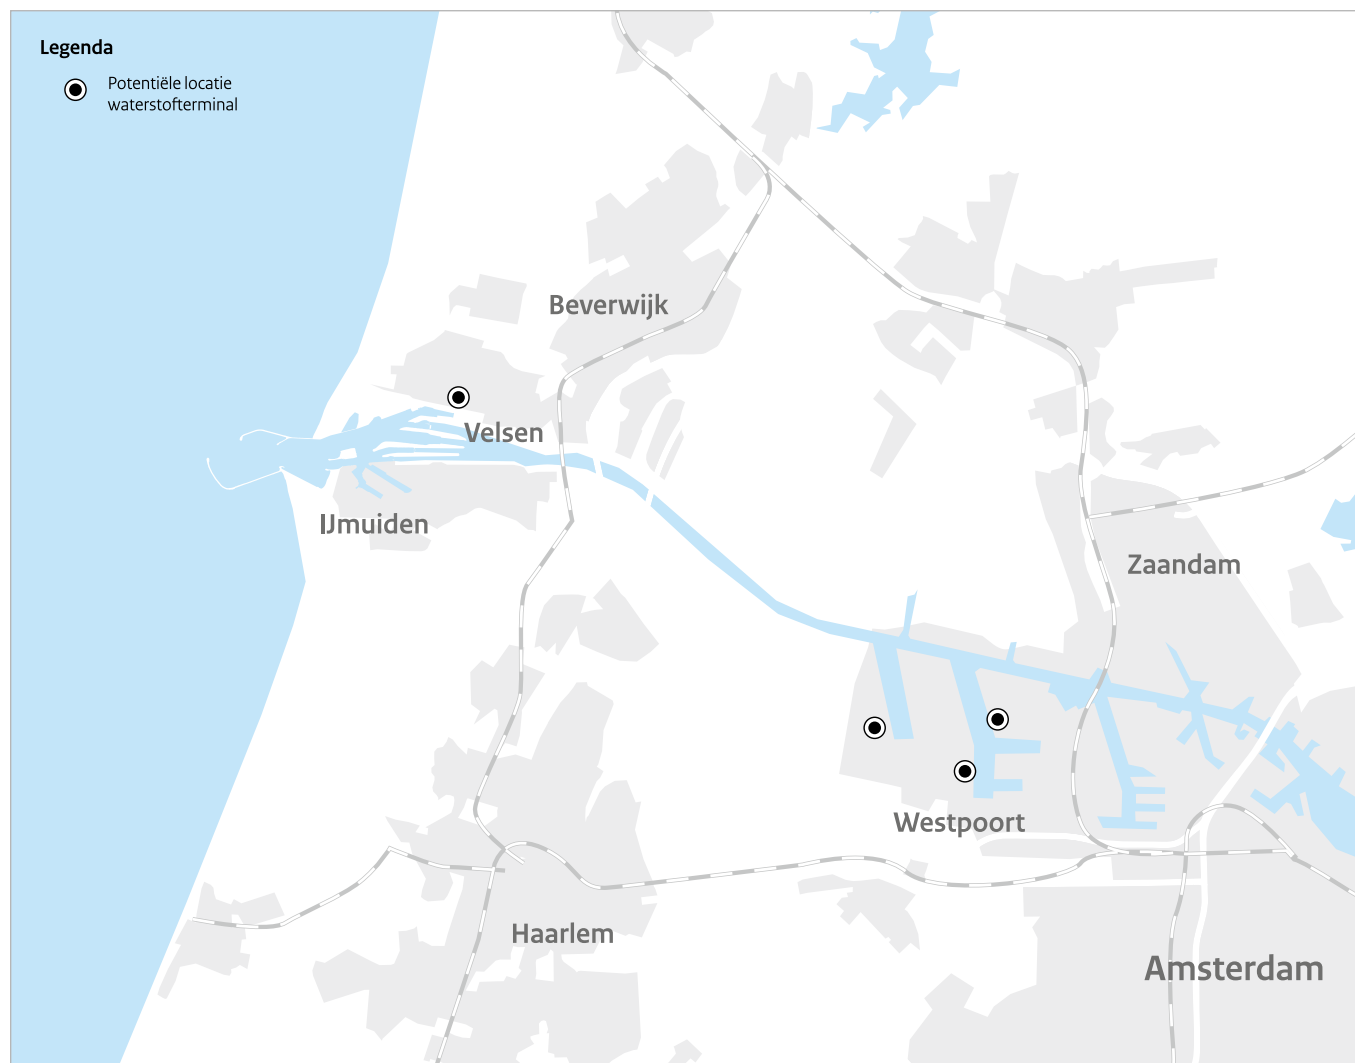 Legenda
Potentiële locatie
waterstofterminal
Beverwijk
Velsen
IJmuiden
Zaandam
Westpoort
Haarlem
Amsterdam